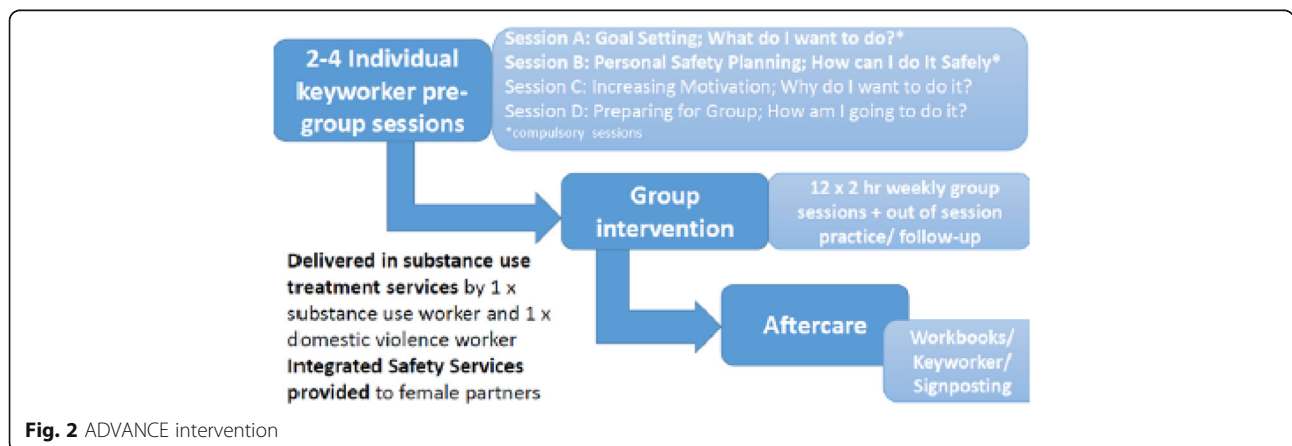 2-4 Individual
keyworker pre-
group sessions
Session A: Goal Setting; What do I want to do?*
Session B: Personal Safety Planning; How can I do It Safely*
Session C: Increasing Motivation; Why do I want to do it?
Session D: Preparing for Group; How am I going to do it?
*compulsory sessions
Group
intervention
12 x 2 hr weekly group
sessions + out of session
practice/ follow-up
Delivered in substance use
treatment services by 1 x
substance use worker and 1 x
domestic violence worker
Integrated Safety Services
provided to female partners
Aftercare
Workbooks/
Keyworker/
Signposting
Fig. 2 ADVANCE intervention